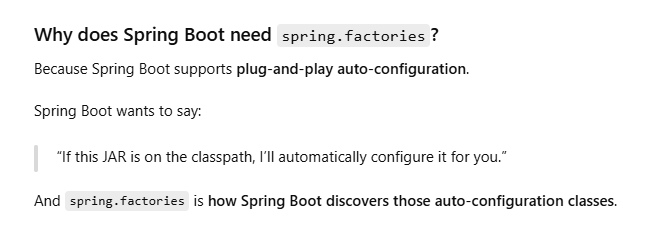 Why does Spring Boot need spring.factories?
Because Spring Boot supports plug-and-play auto-configuration.
Spring Boot wants to say:
“If this JAR is on the classpath, I’ll automatically configure it for you.”
And spring.factories is how Spring Boot discovers those auto-configuration classes.